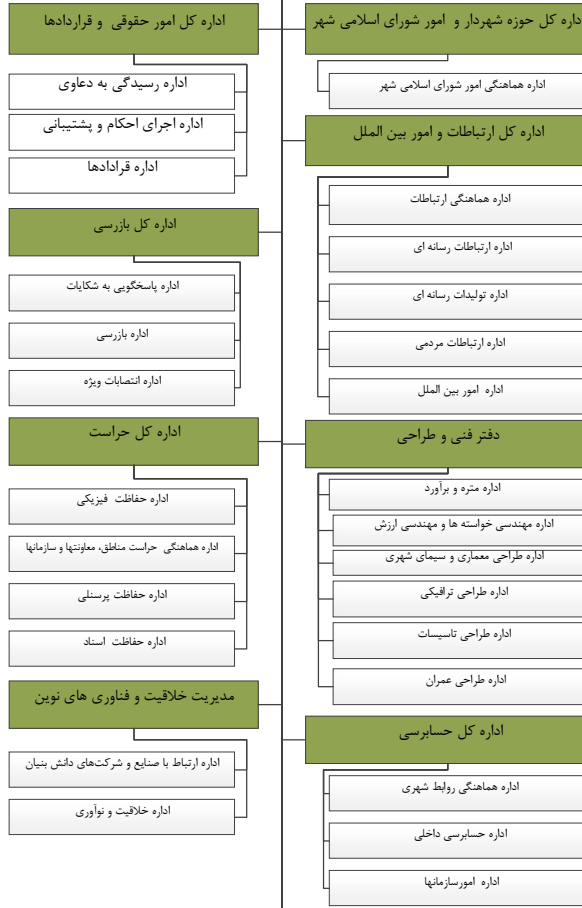 اداره کل حوزه شهردار و امور شورای اسلامی شهر
اداره هماهنگی امور شورای اسلامی شهر
اداره کل ارتباطات و امور بین الملل
اداره هماهنگی ارتباطات
اداره ارتباطات رسانه ای
اداره تولیدات رسانه ای
اداره ارتباطات مردمی
اداره امور بین الملل
دفتر فنی و طراحی
اداره متره و برآورد
اداره مهندسی خواسته ها و مهندسی ارزش
اداره طراحی معماری و سیمای شهری
اداره طراحی ترافیکی
اداره طراحی تاسیسات
اداره طراحی عمران
اداره کل حسابرسی
اداره هماهنگی روابط شهری
اداره حسابرسی داخلی
اداره امورسازمانها
اداره کل امور حقوقی و قراردادها
اداره رسیدگی به دعاوی
اداره اجرای احکام و پشتیبانی
اداره قرادادها
اداره کل بازرسی
اداره پاسخگویی به شکایات
اداره بازرسی
اداره انتصابات ویژه
اداره کل حراست
اداره حفاظت فیزیکی
اداره هماهنگی حراست مناطق، معاونتها و سازمانها
اداره حفاظت پرسنلی
اداره حفاظت اسناد
مدیریت خلاقیت و فناوری های نوین
اداره ارتباط با صنایع و شرکت‌های دانش بنیان
اداره خلاقیت و نوآوری